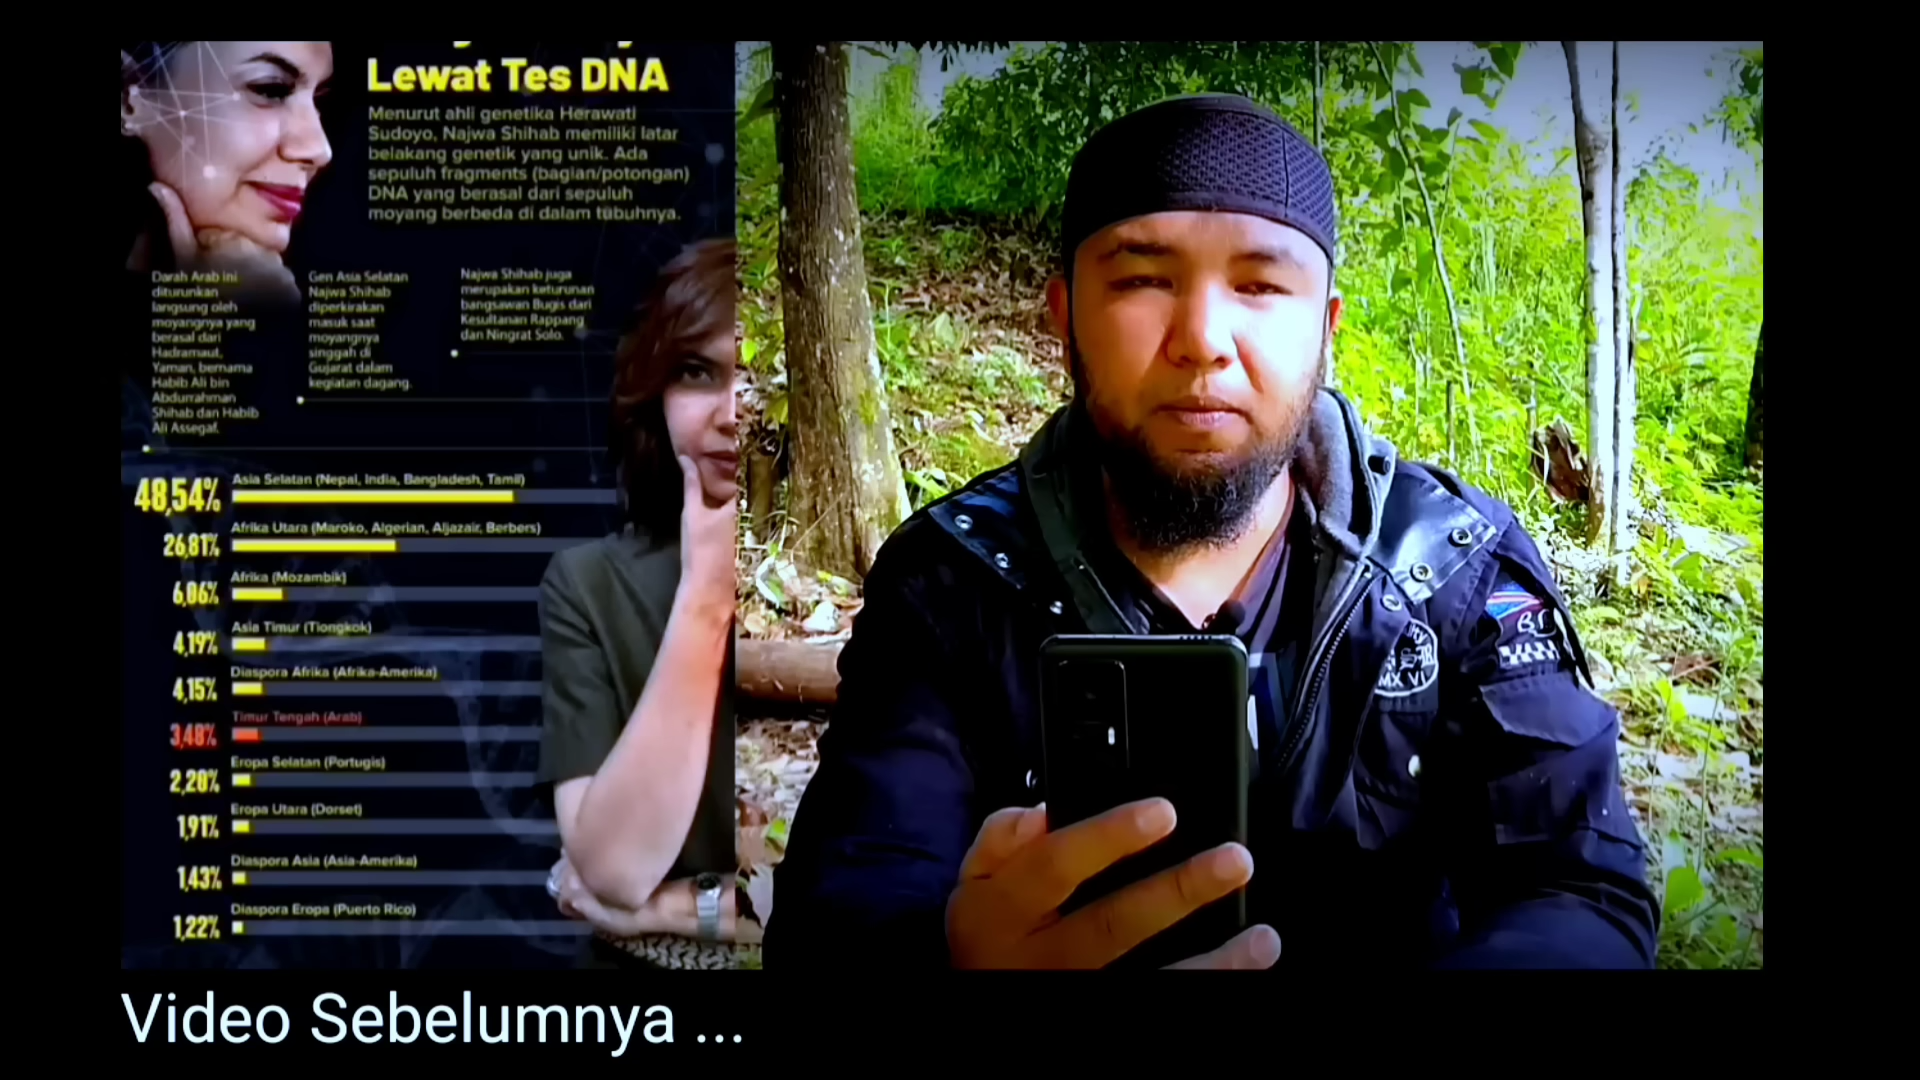 Lewat Tes DNA
Menurut ahli genetika Herawati
Sudoyo, Najwa Shihab memiliki latar
belakang genetik yang unik. Ada
sepuluh fragments (bagian/potongan)
DNA yang berasal dari sepuluh
moyang berbeda di dalam tubuhnya.
Darah Arab ini
diturunkan
langsung oleh
moyangnya yang
berasal dari
Hadramaut,
Yaman, bernama
Habib Ali bin
Abdurrahman
Shihab dan Habib
Ali Assegaf.
Gen Asia Selatan
Najwa Shihab
diperkirakan
masuk saat
moyangnya
singgah di
Gujarat dalam
kegiatan dagang.
Najwa Shihab juga
merupakan keturunan
bangsawan Bugis dari
Kesultanan Rappang
dan Ningrat Solo.
48,54% Asia Selatan (Nepal, India, Bangladesh, Tamil)
26,81% Afrika Utara (Maroko, Algerian, Aljazair, Berbers)
6,06% Afrika (Mozambik)
4,19% Asia Timur (Tiongkok)
4,15% Diaspora Afrika (Afrika-Amerika)
3,48% Timur Tengah (Arab)
2,20% Eropa Selatan (Portugis)
1,91% Eropa Utara (Dorset)
1,43% Diaspora Asia (Asia-Amerika)
1,22% Diaspora Eropa (Puerto Rico)
MX VI
Video Sebelumnya ...